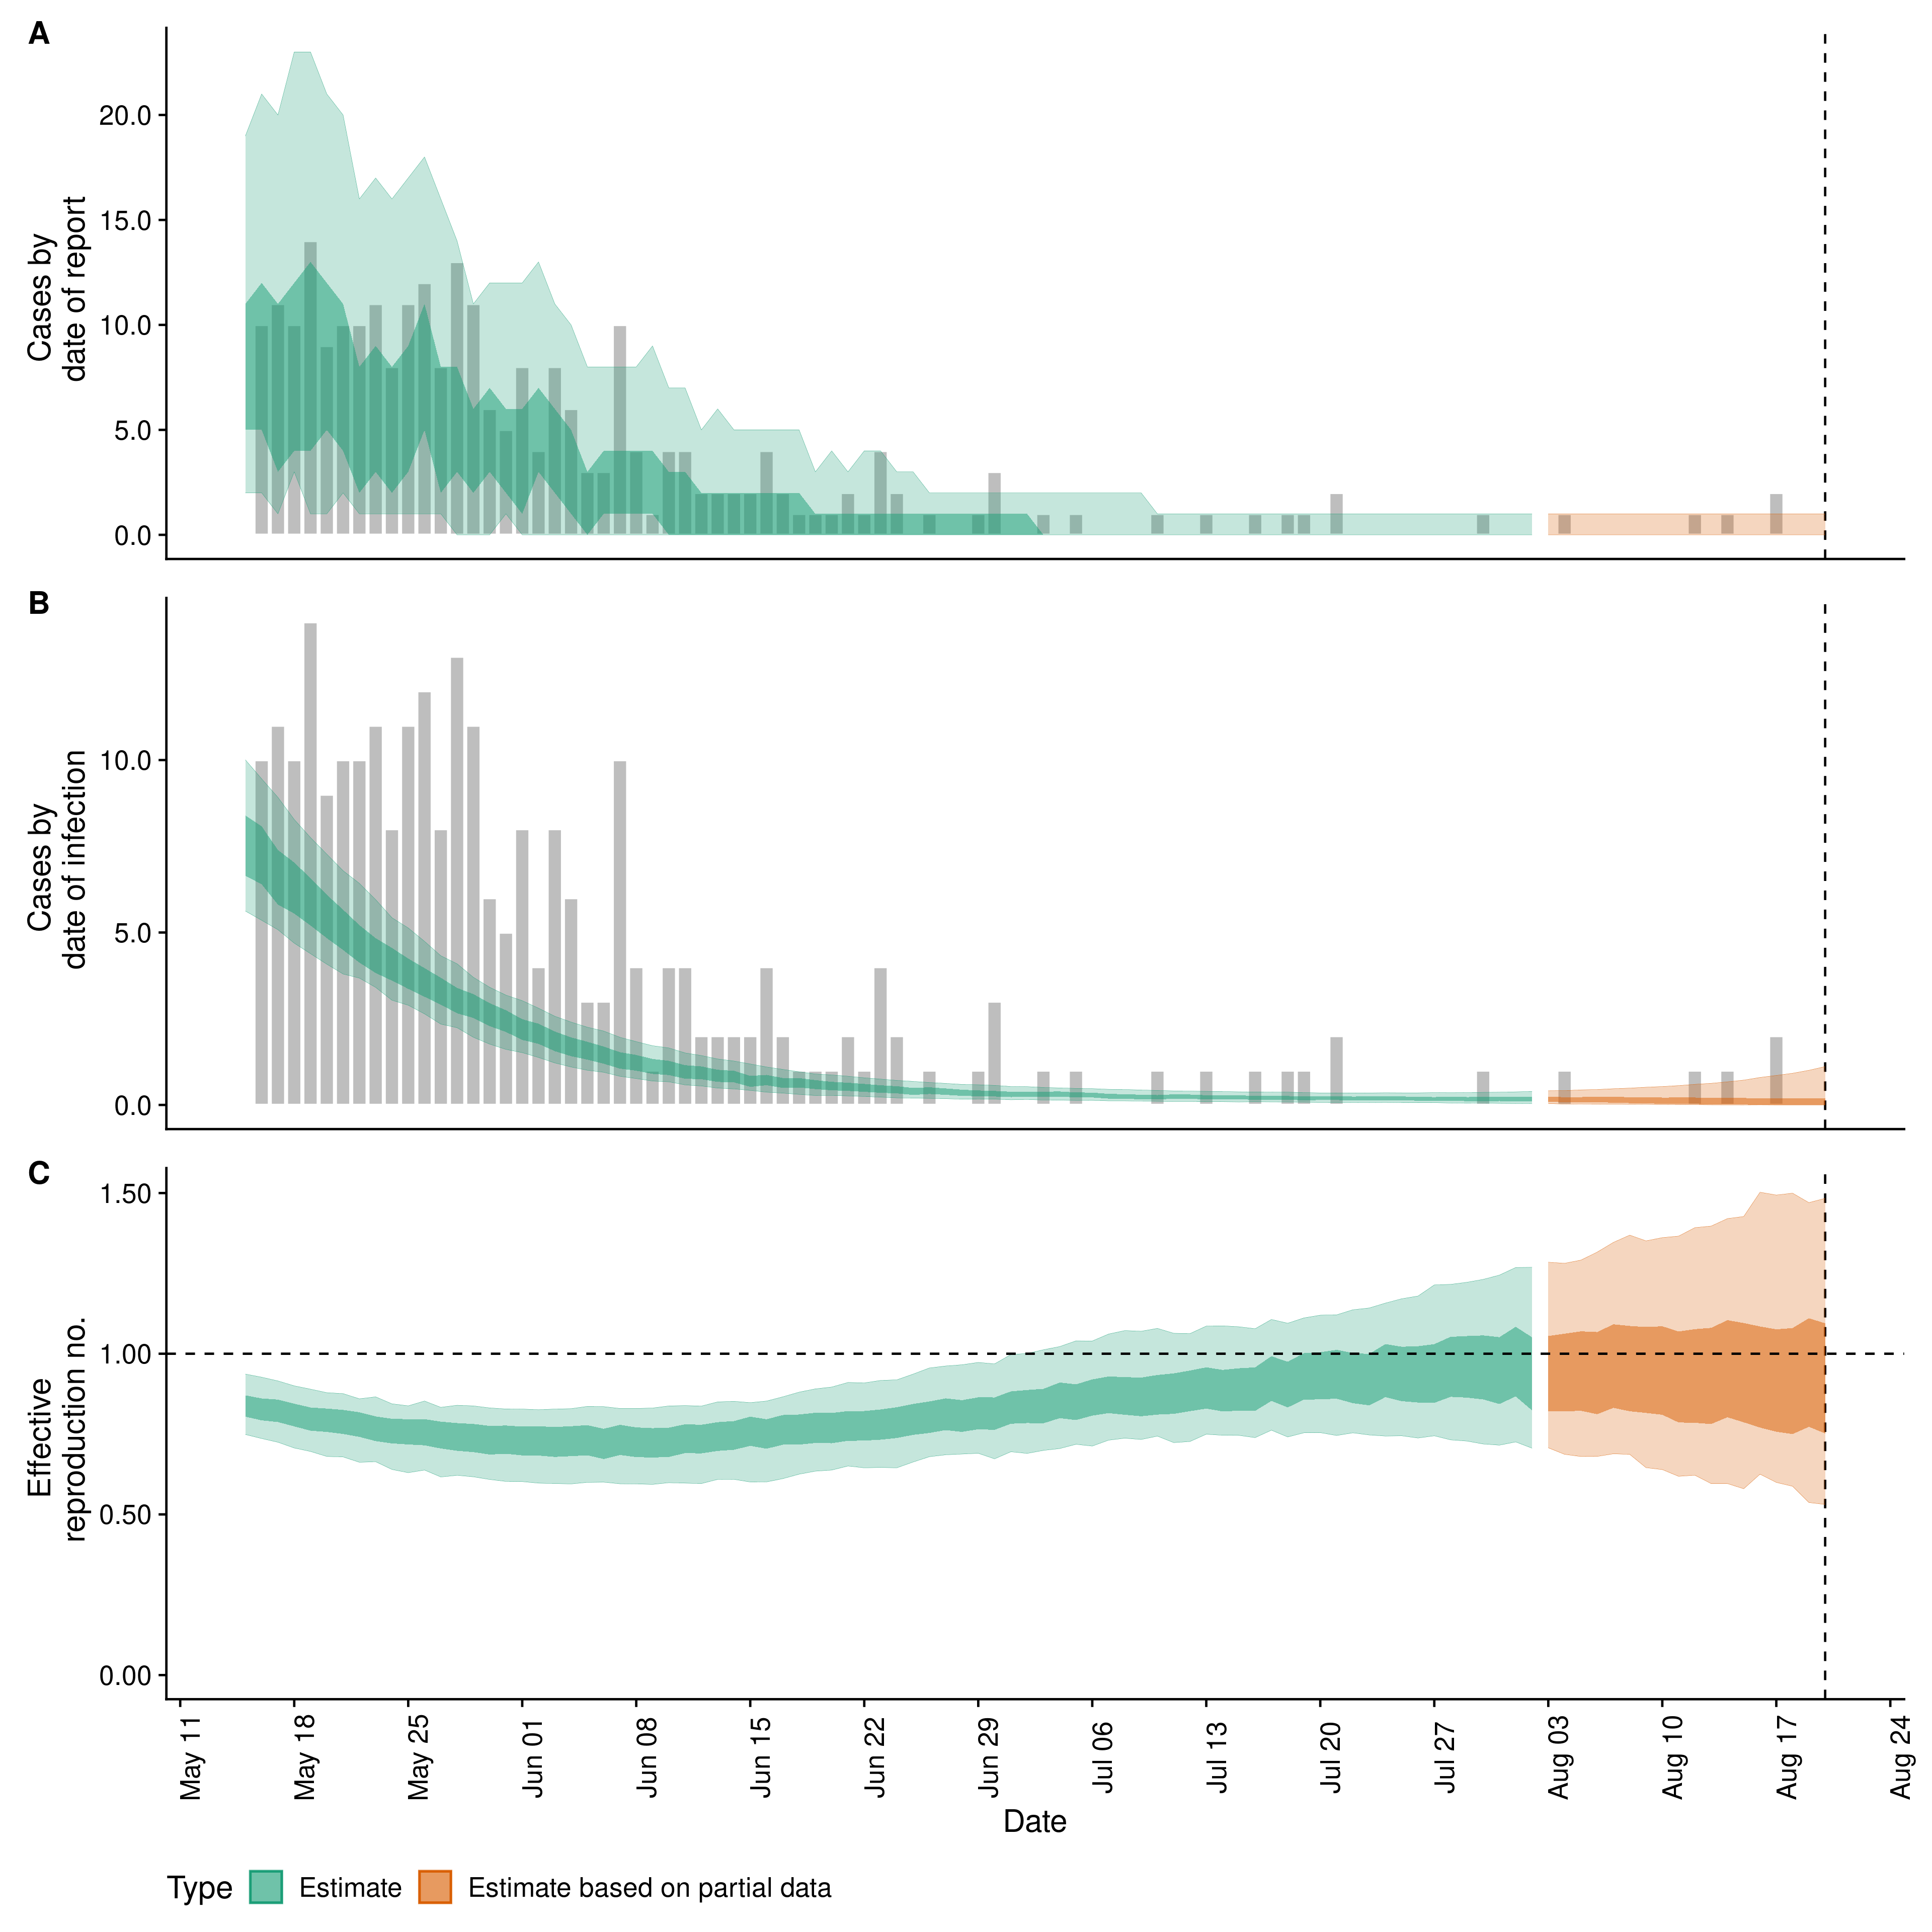 A
Cases by
date of report
20.0
15.0
10.0
5.0
0.0
B
Cases by
date of infection
10.0
5.0
0.0
C
Effective
reproduction no.
1.50
1.00
0.50
0.00
May 11
May 18
May 25
Jun 01
Jun 08
Jun 15
Jun 22
Jun 29
Jul 06
Jul 13
Jul 20
Jul 27
Aug 03
Aug 10
Aug 17
Aug 24
Date
Type Estimate Estimate based on partial data